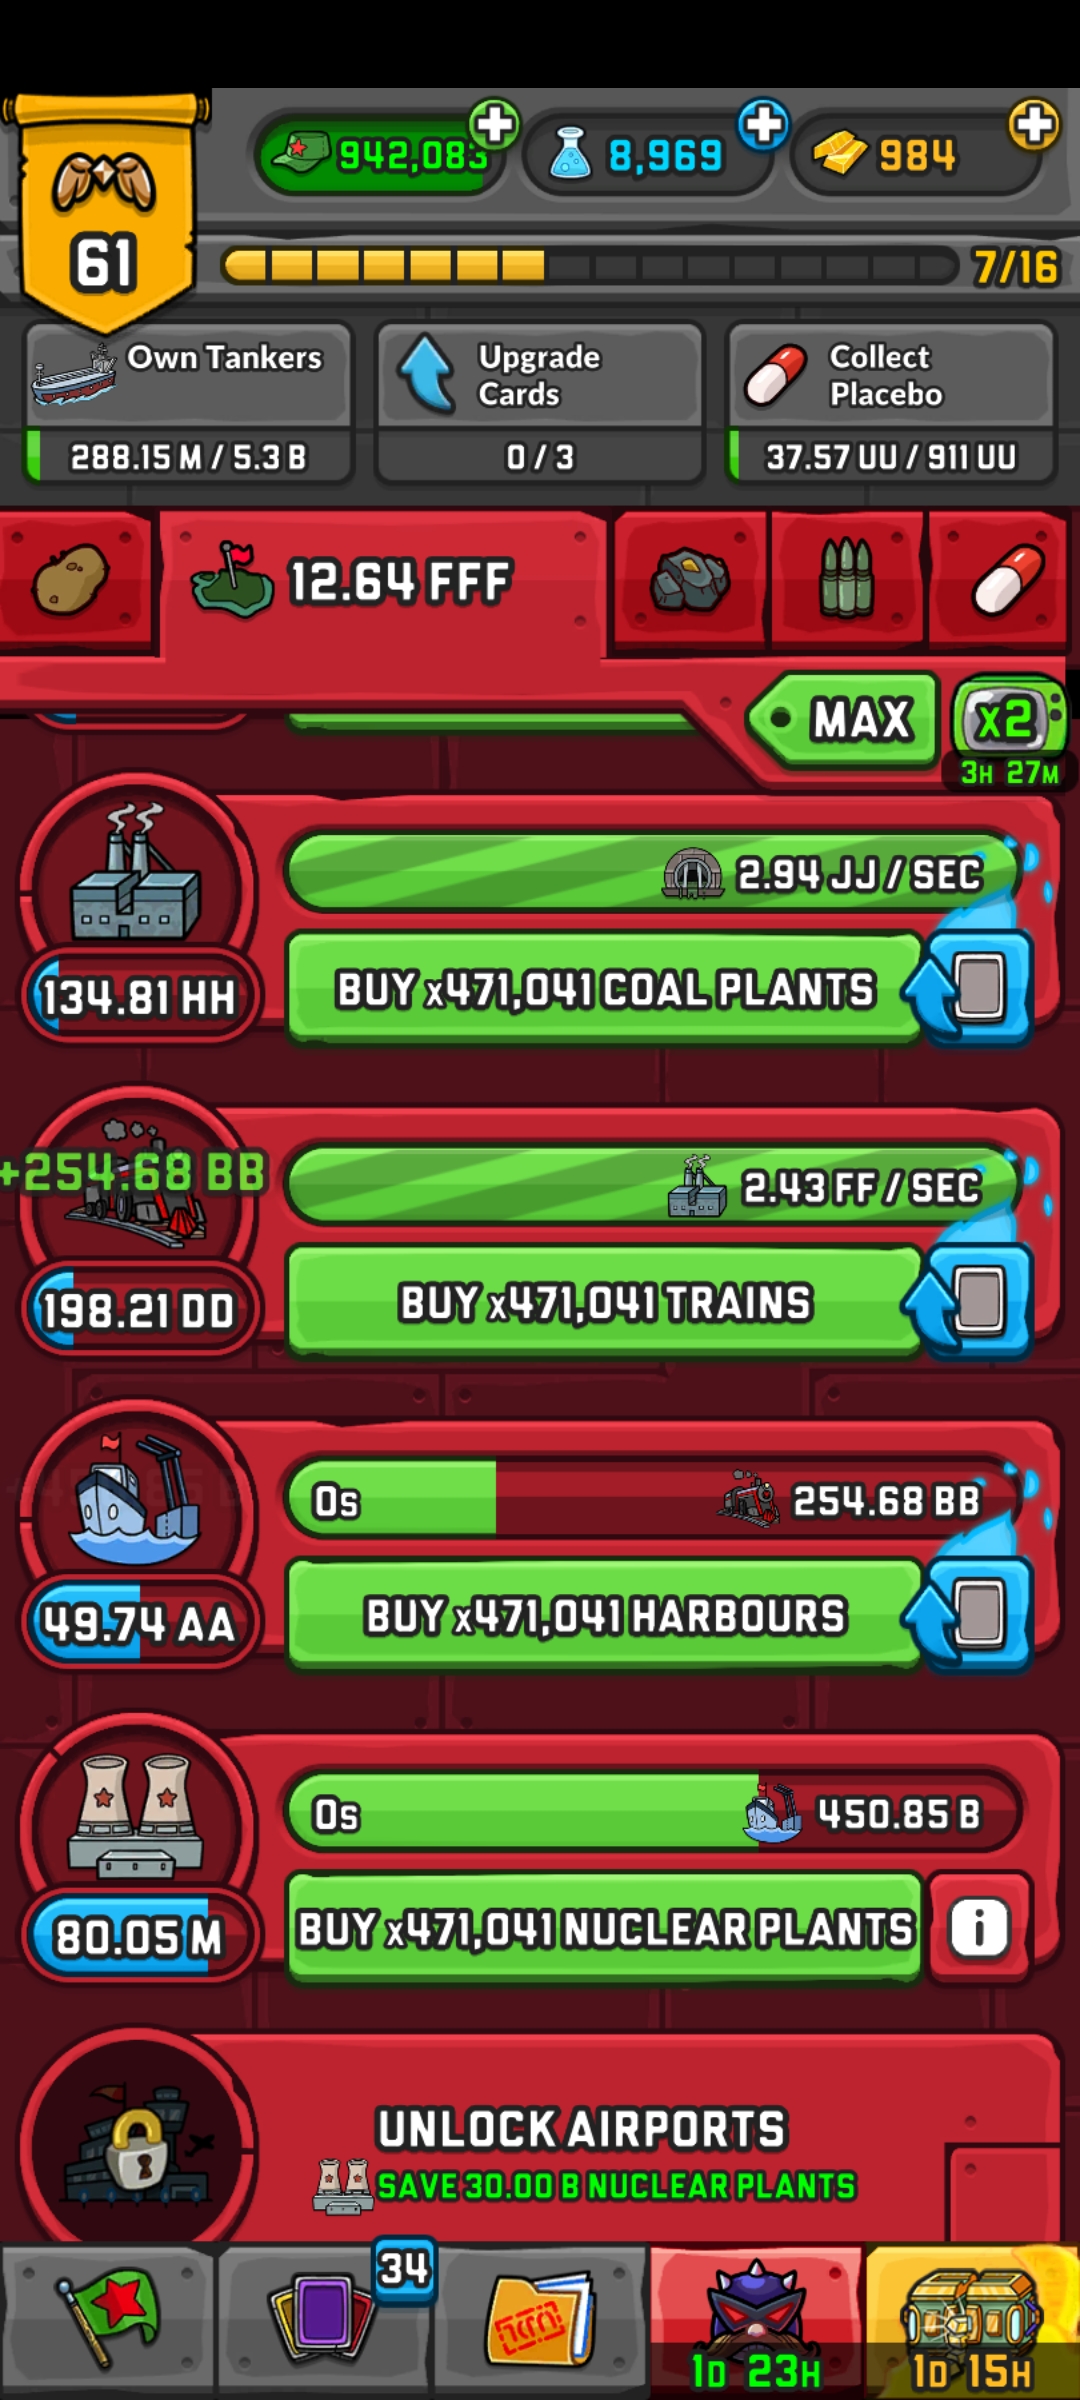 942,083
8,969
984
61
7/16
Own Tankers
288.15 M / 5.3 B
Upgrade
Cards
0 / 3
Collect
Placebo
37.57 UU / 911 UU
12.64 FFF
MAX
x2
3H 27M
2.94 JJ / SEC
134.81 HH
BUY x471,041 COAL PLANTS
+254.68 BB
2.43 FF / SEC
198.21 DD
BUY x471,041 TRAINS
0s
254.68 BB
49.74 AA
BUY x471,041 HARBOURS
0s
450.85 B
80.05 M
BUY x471,041 NUCLEAR PLANTS
i
UNLOCK AIRPORTS
SAVE 30.00 B NUCLEAR PLANTS
34
1D 23H
1D 15H